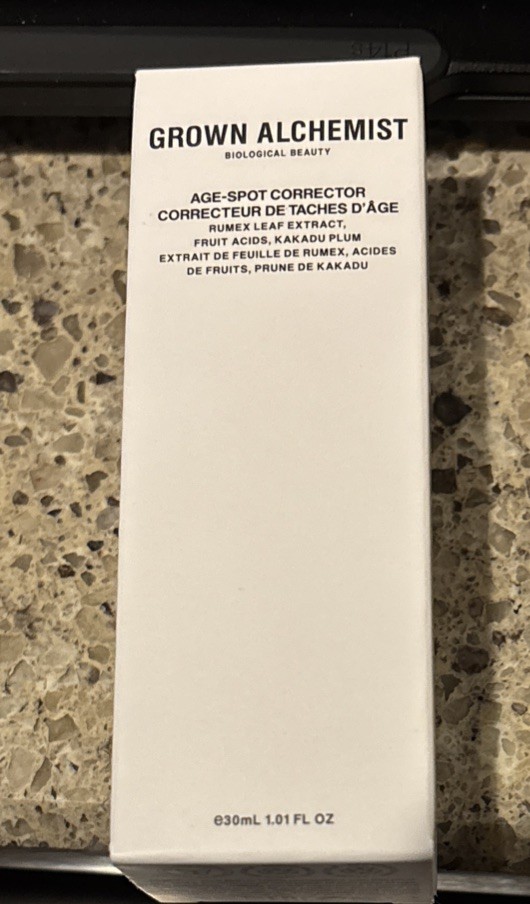 GROWN ALCHEMIST
BIOLOGICAL BEAUTY
AGE-SPOT CORRECTOR
CORRECTEUR DE TACHES D'ÂGE
RUMEX LEAF EXTRACT,
FRUIT ACIDS, KAKADU PLUM
EXTRAIT DE FEUILLE DE RUMEX, ACIDES
DE FRUITS, PRUNE DE KAKADU
℮30mL 1.01 FL OZ